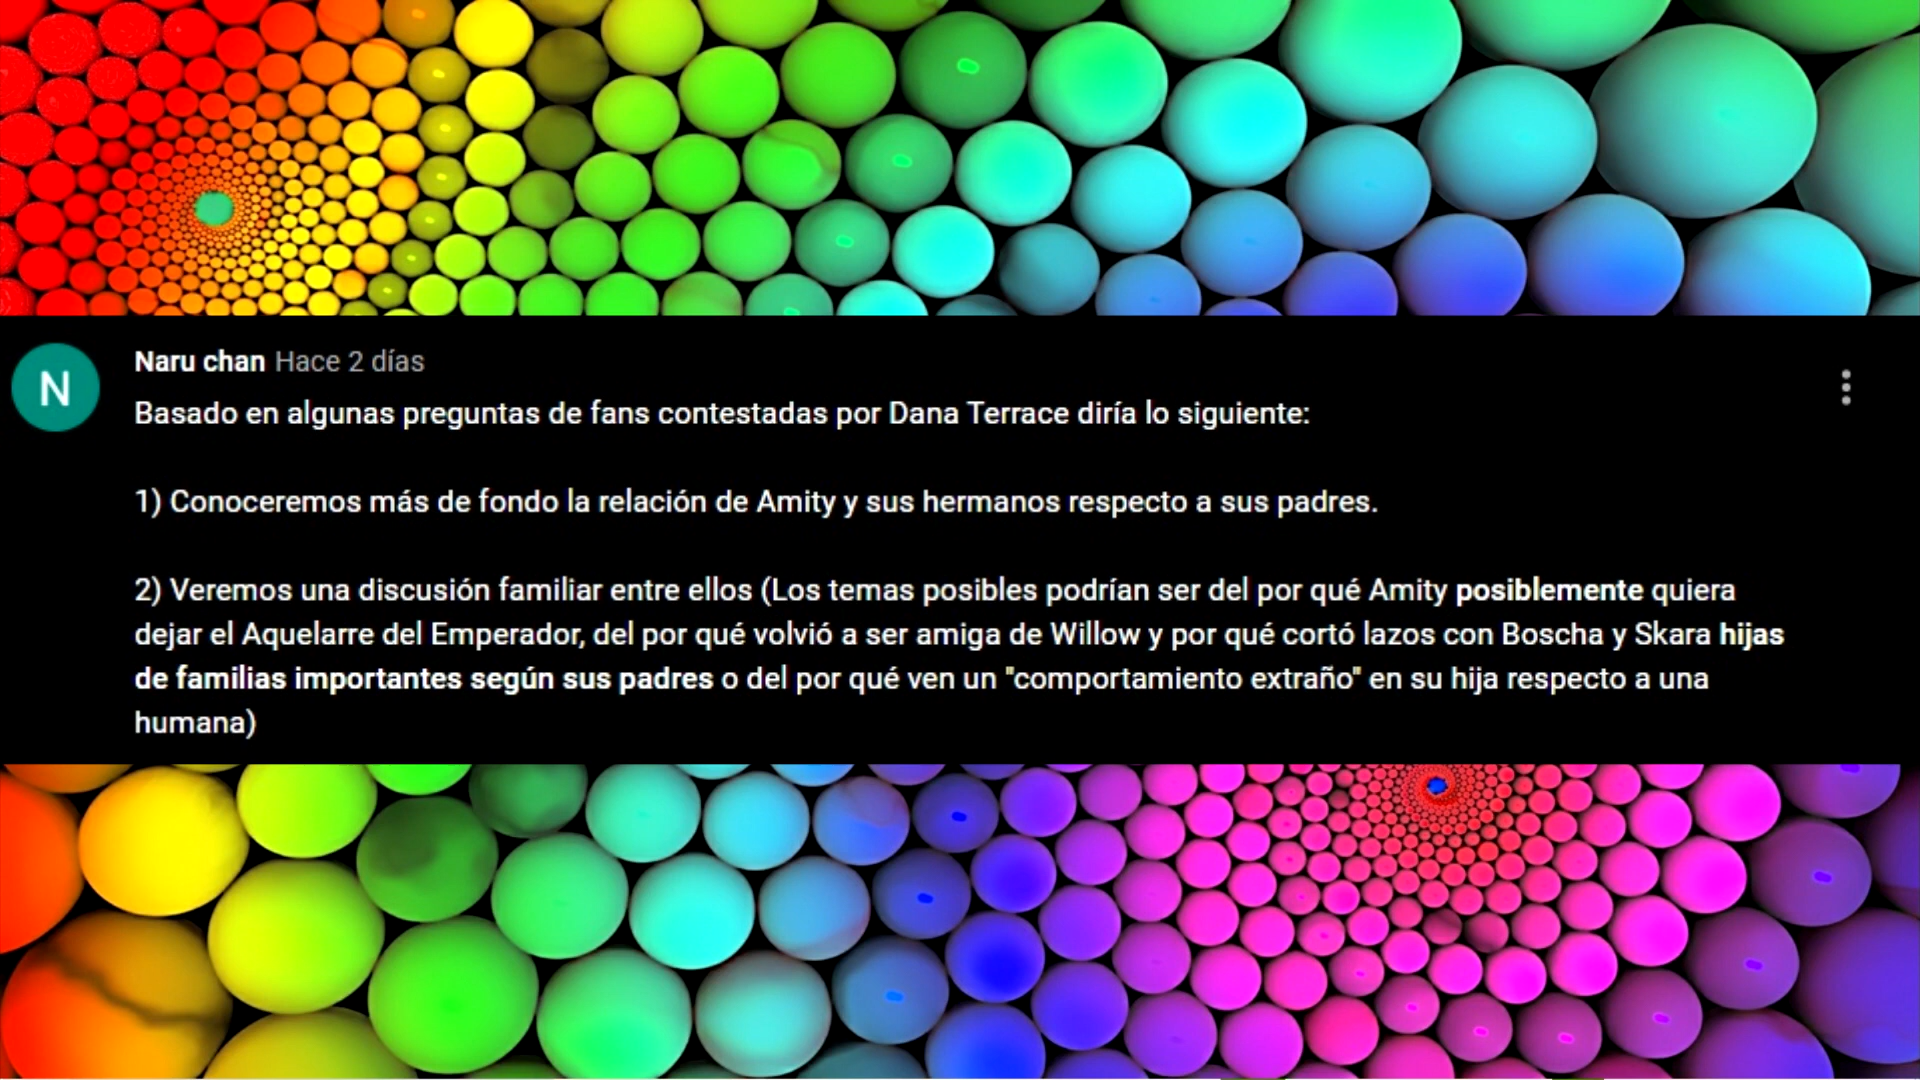 N
Naru chan Hace 2 días
Basado en algunas preguntas de fans contestadas por Dana Terrace diría lo siguiente:
1) Conoceremos más de fondo la relación de Amity y sus hermanos respecto a sus padres.
2) Veremos una discusión familiar entre ellos (Los temas posibles podrían ser del por qué Amity posiblemente quiera
dejar el Aquelarre del Emperador, del por qué volvió a ser amiga de Willow y por qué cortó lazos con Boscha y Skara hijas
de familias importantes según sus padres o del por qué ven un "comportamiento extraño" en su hija respecto a una
humana)